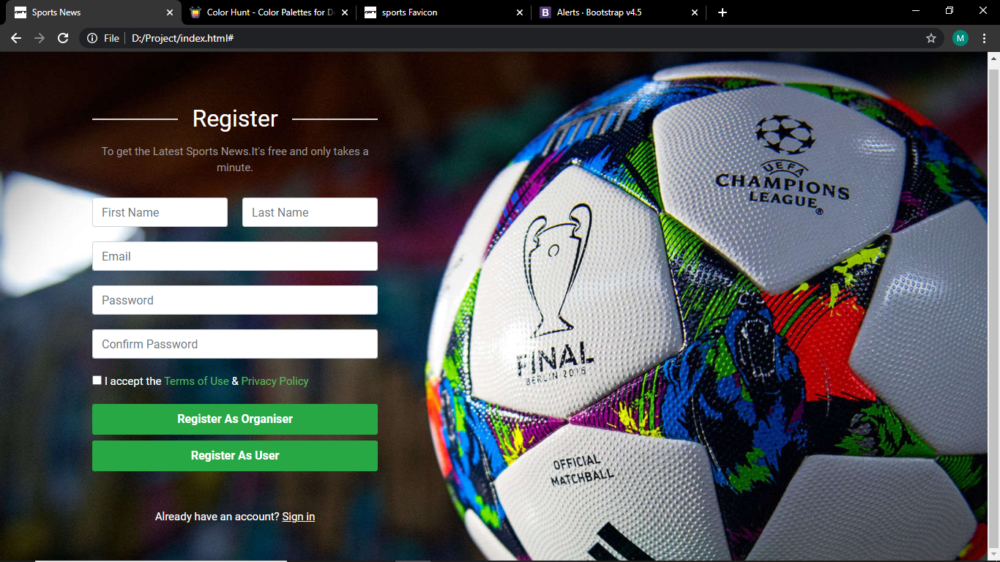 Sports News
Color Hunt - Color Palettes for D
sports Favicon
Alerts · Bootstrap v4.5
File
D:/Project/index.html#
M
Register
To get the Latest Sports News.It's free and only takes a
minute.
First Name
Last Name
Email
Password
Confirm Password
I accept the Terms of Use & Privacy Policy
Register As Organiser
Register As User
Already have an account? Sign in
UEFA
CHAMPIONS
LEAGUE®
FINAL
BERLIN 2015
OFFICIAL
MATCHBALL